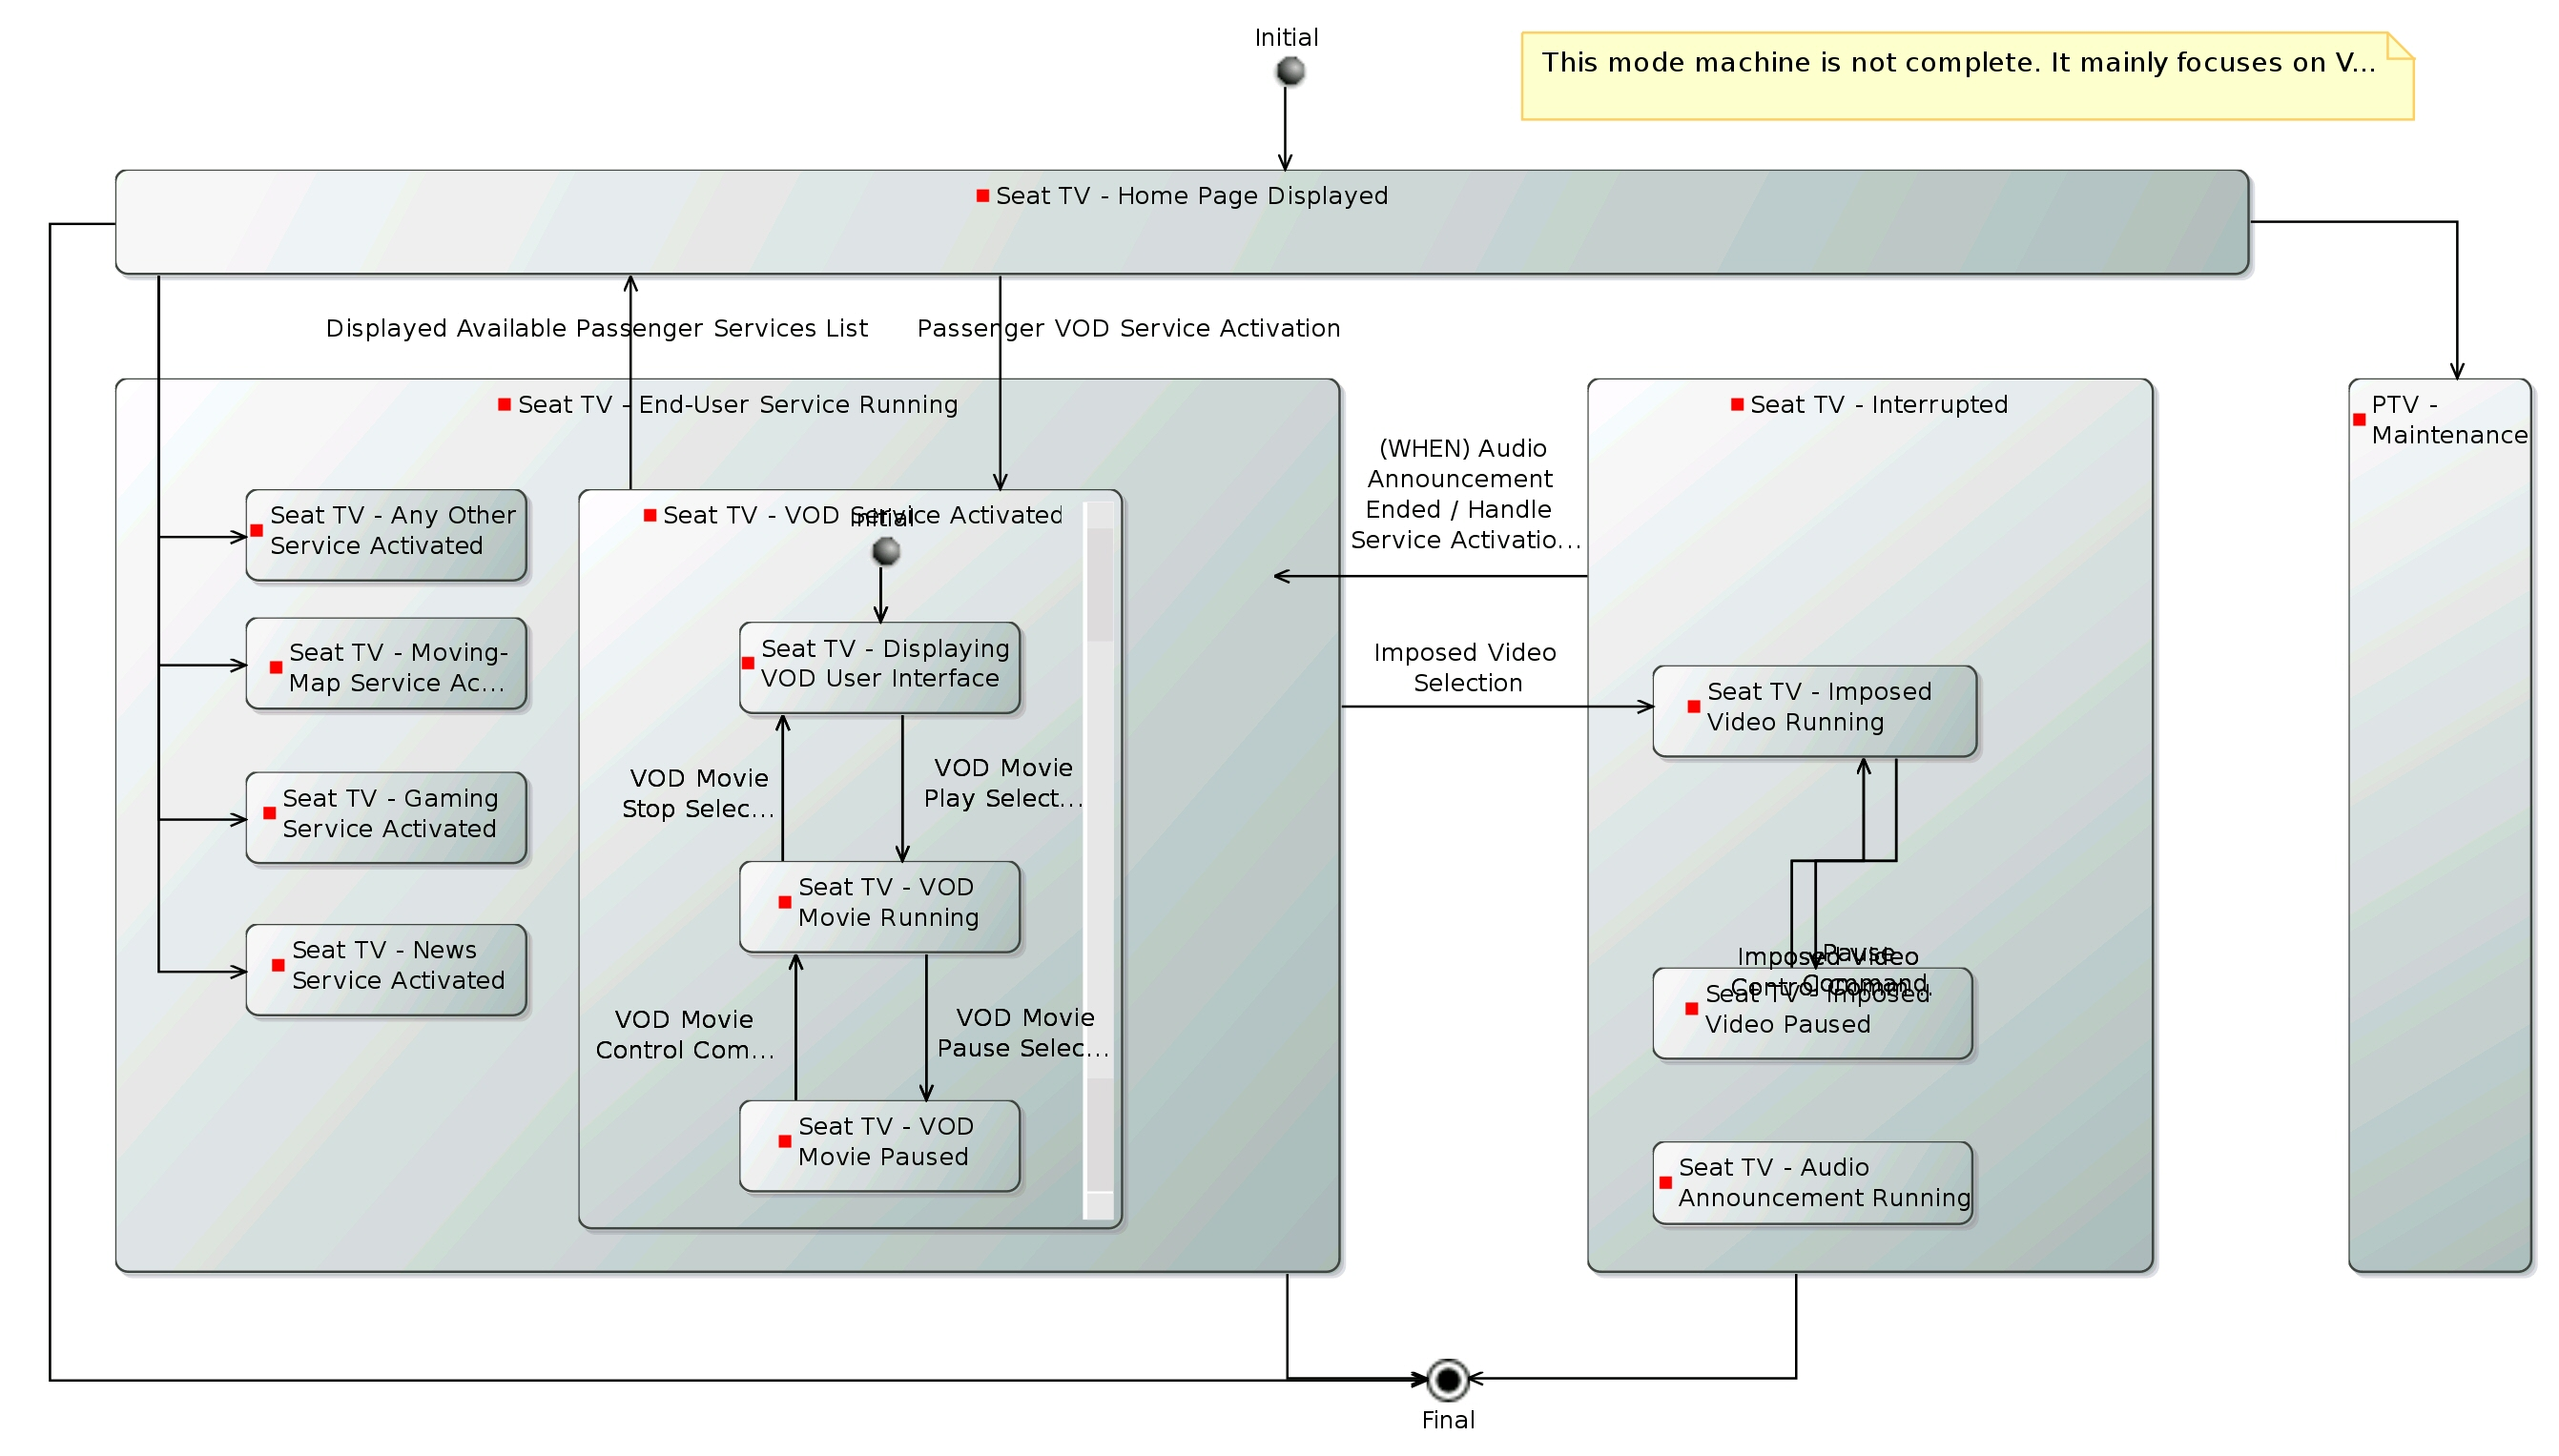 Initial
This mode machine is not complete. It mainly focuses on V...
Seat TV - Home Page Displayed
Displayed Available Passenger Services List
Passenger VOD Service Activation
Seat TV - End-User Service Running
Seat TV - Any Other
Service Activated
Seat TV - Moving-
Map Service Ac...
Seat TV - Gaming
Service Activated
Seat TV - News
Service Activated
Seat TV - VOD Service Activated
Initial
Seat TV - Displaying
VOD User Interface
VOD Movie
Stop Selec...
VOD Movie
Play Select...
Seat TV - VOD
Movie Running
VOD Movie
Control Com...
VOD Movie
Pause Selec...
Seat TV - VOD
Movie Paused
(WHEN) Audio
Announcement
Ended / Handle
Service Activatio...
Imposed Video
Selection
Seat TV - Interrupted
Seat TV - Imposed
Video Running
Imposed Video
Control Comm...
Pause
Command
Seat TV - Imposed
Video Paused
Seat TV - Audio
Announcement Running
PTV -
Maintenance
Final